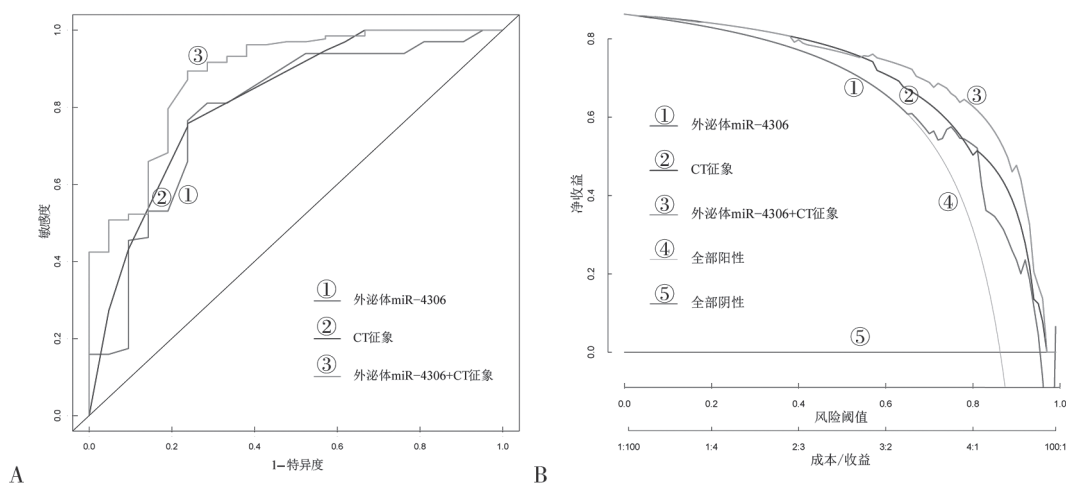 1.0
0.8
0.6
0.4
0.2
0.0
敏感度
③
②
①
① 外泌体miR-4306
② CT征象
③ 外泌体miR-4306+CT征象
0.0 0.2 0.4 0.6 0.8 1.0
1-特异度
A
0.8
0.6
0.4
0.2
0.0
净收益
①
②
③
④
⑤
① 外泌体miR-4306
② CT征象
③ 外泌体miR-4306+CT征象
④ 全部阳性
⑤ 全部阴性
0.0 0.2 0.4 0.6 0.8 1.0
风险阈值
1:100 1:4 2:3 3:2 4:1 100:1
成本/收益
B